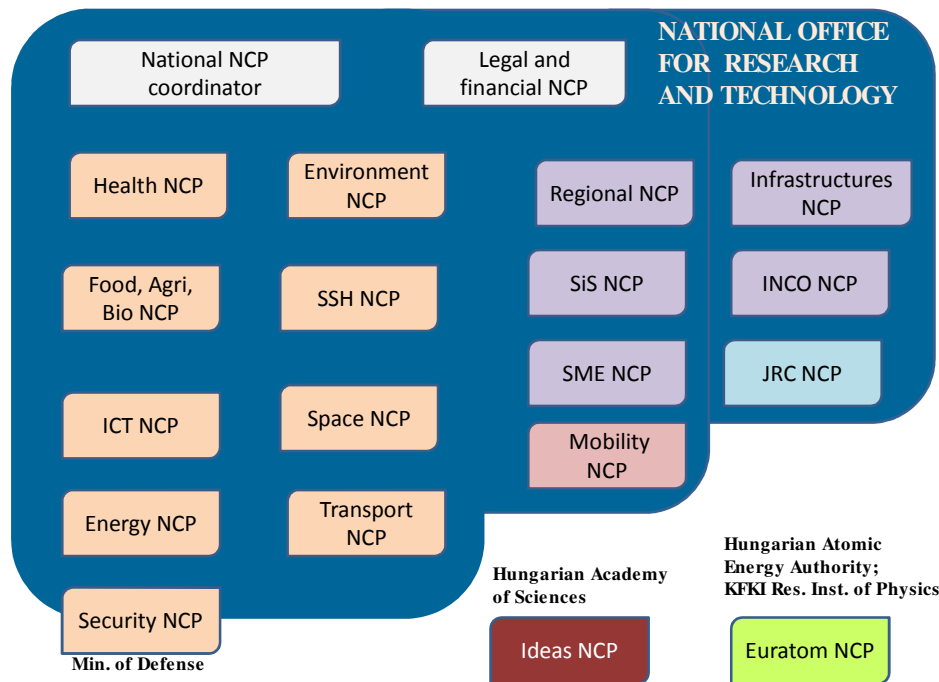 NATIONAL OFFICE
FOR RESEARCH
AND TECHNOLOGY
National NCP
coordinator
Legal and
financial NCP
Health NCP
Environment
NCP
Regional NCP
Infrastructures
NCP
Food, Agri,
Bio NCP
SSH NCP
SiS NCP
INCO NCP
SME NCP
JRC NCP
ICT NCP
Space NCP
Mobility
NCP
Energy NCP
Transport
NCP
Security NCP
Min. of Defense
Hungarian Academy
of Sciences
Ideas NCP
Hungarian Atomic
Energy Authority;
KFKI Res. Inst. of Physics
Euratom NCP